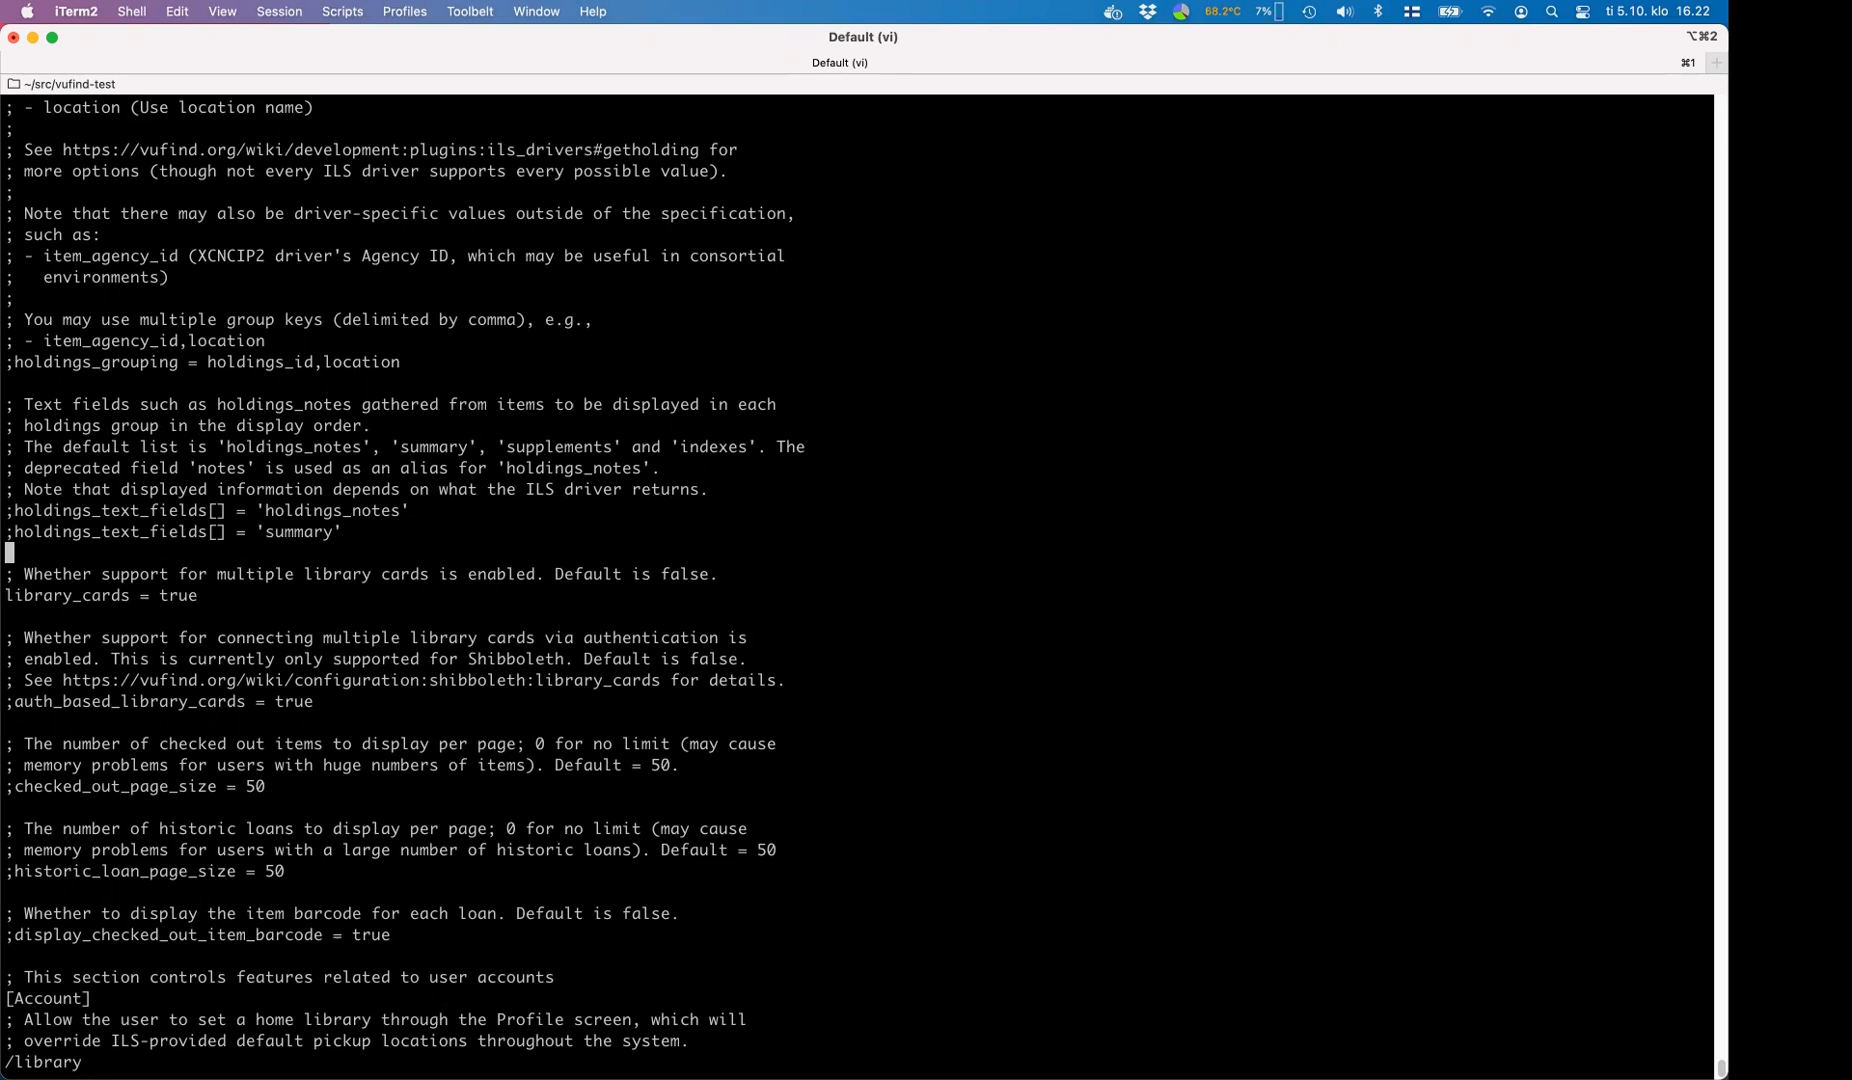 iTerm2 Shell Edit View Session Scripts Profiles Toolbelt Window Help 68.2°C 7% ti 5.10. klo 16.22
Default (vi) ⌥⌘2
Default (vi) ⌘1
~/src/vufind-test
; - location (Use location name)
;
; See https://vufind.org/wiki/development:plugins:ils_drivers#getholding for
; more options (though not every ILS driver supports every possible value).
;
; Note that there may also be driver-specific values outside of the specification,
; such as:
; - item_agency_id (XCNCIP2 driver's Agency ID, which may be useful in consortial
;   environments)
;
; You may use multiple group keys (delimited by comma), e.g.,
; - item_agency_id,location
;holdings_grouping = holdings_id,location
; Text fields such as holdings_notes gathered from items to be displayed in each
; holdings group in the display order.
; The default list is 'holdings_notes', 'summary', 'supplements' and 'indexes'. The
; deprecated field 'notes' is used as an alias for 'holdings_notes'.
; Note that displayed information depends on what the ILS driver returns.
;holdings_text_fields[] = 'holdings_notes'
;holdings_text_fields[] = 'summary'
; Whether support for multiple library cards is enabled. Default is false.
library_cards = true
; Whether support for connecting multiple library cards via authentication is
; enabled. This is currently only supported for Shibboleth. Default is false.
; See https://vufind.org/wiki/configuration:shibboleth:library_cards for details.
;auth_based_library_cards = true
; The number of checked out items to display per page; 0 for no limit (may cause
; memory problems for users with huge numbers of items). Default = 50.
;checked_out_page_size = 50
; The number of historic loans to display per page; 0 for no limit (may cause
; memory problems for users with a large number of historic loans). Default = 50
;historic_loan_page_size = 50
; Whether to display the item barcode for each loan. Default is false.
;display_checked_out_item_barcode = true
; This section controls features related to user accounts
[Account]
; Allow the user to set a home library through the Profile screen, which will
; override ILS-provided default pickup locations throughout the system.
/library